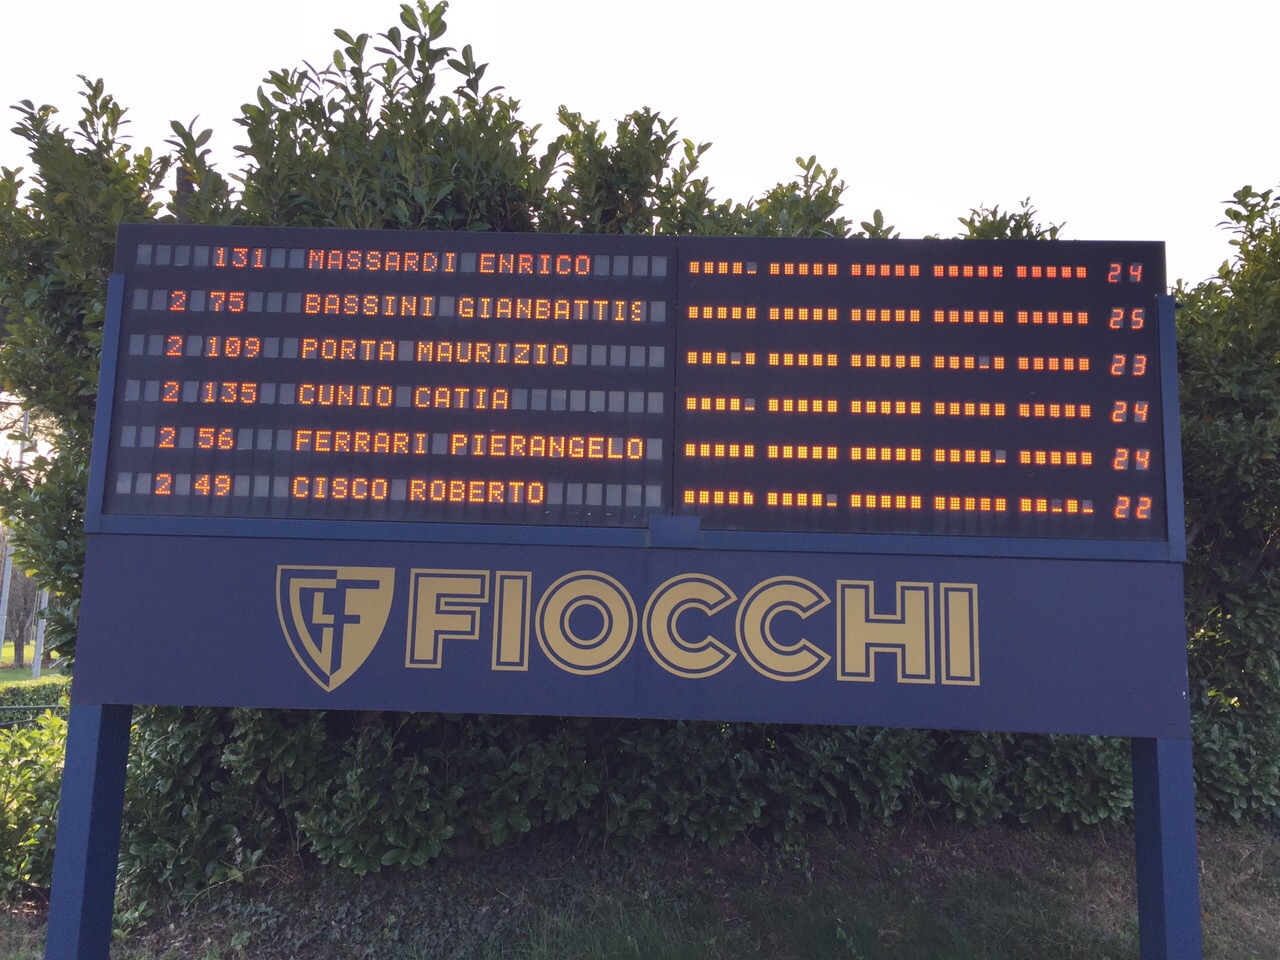 131 MASSARDI ENRICO 24
2 75 BASSINI GIANBATTIS 25
2 109 PORTA MAURIZIO 23
2 135 CUNIO CATIA 24
2 56 FERRARI PIERANGELO 24
2 49 CISCO ROBERTO 22
GLF FIOCCHI